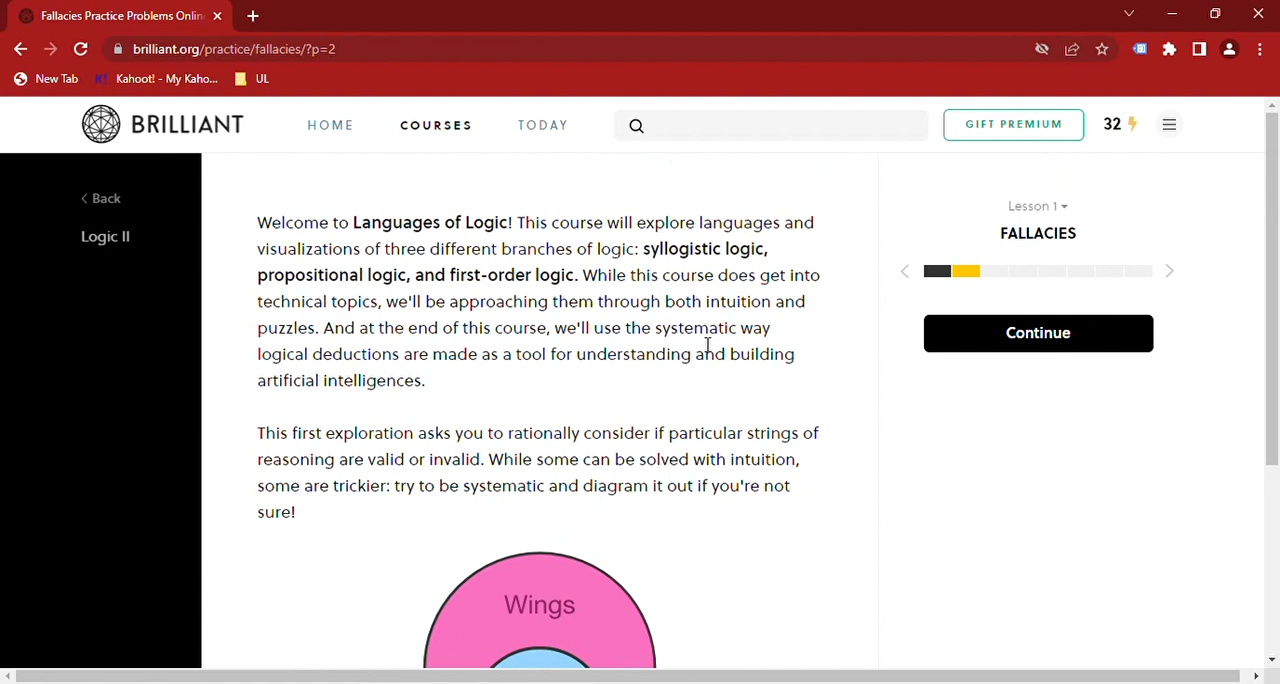 Fallacies Practice Problems Onlin
brilliant.org/practice/fallacies/?p=2
New Tab K! Kahoot! - My Kaho... UL
BRILLIANT HOME COURSES TODAY GIFT PREMIUM 32
< Back
Logic II
Welcome to Languages of Logic! This course will explore languages and
visualizations of three different branches of logic: syllogistic logic,
propositional logic, and first-order logic. While this course does get into
technical topics, we'll be approaching them through both intuition and
puzzles. And at the end of this course, we'll use the systematic way
logical deductions are made as a tool for understanding and building
artificial intelligences.
This first exploration asks you to rationally consider if particular strings of
reasoning are valid or invalid. While some can be solved with intuition,
some are trickier: try to be systematic and diagram it out if you're not
sure!
Wings
Lesson 1
FALLACIES
Continue